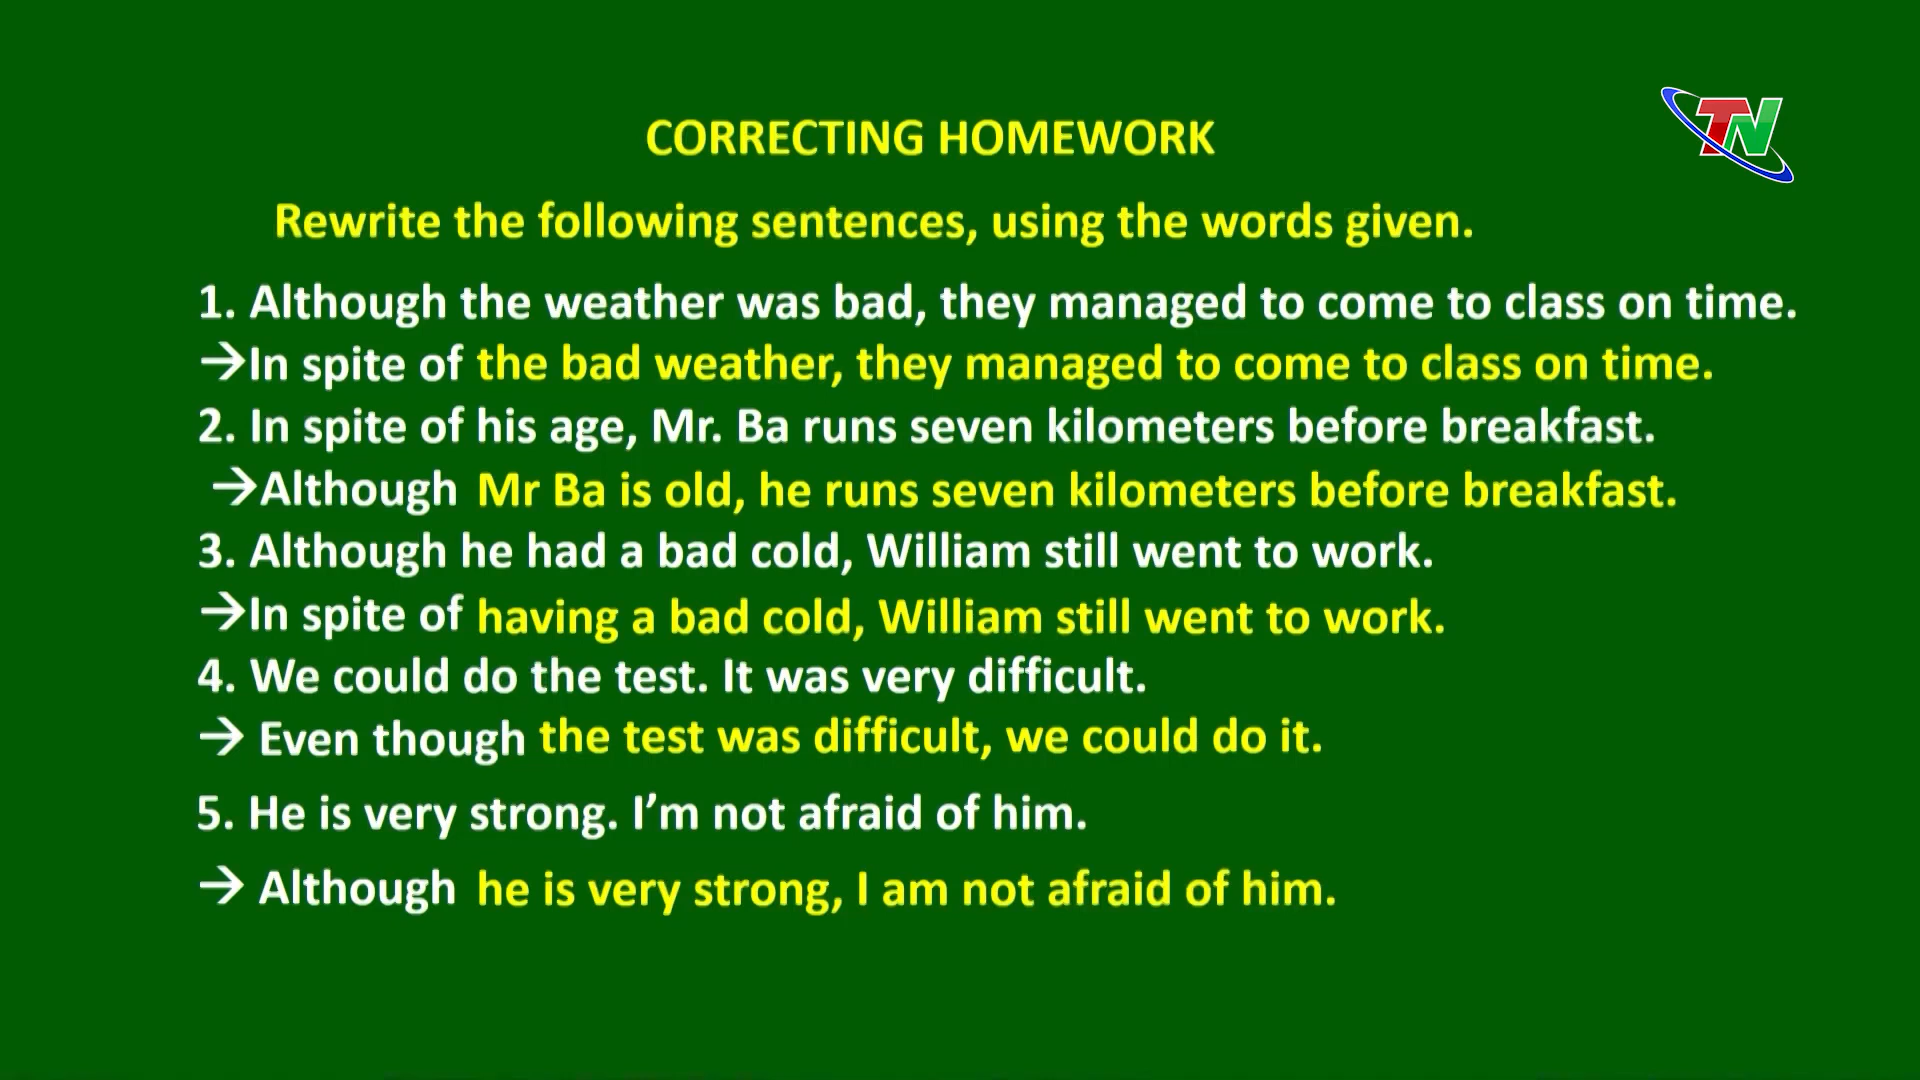 CORRECTING HOMEWORK
TN
Rewrite the following sentences, using the words given.
1. Although the weather was bad, they managed to come to class on time.
→In spite of the bad weather, they managed to come to class on time.
2. In spite of his age, Mr. Ba runs seven kilometers before breakfast.
→Although Mr Ba is old, he runs seven kilometers before breakfast.
3. Although he had a bad cold, William still went to work.
→In spite of having a bad cold, William still went to work.
4. We could do the test. It was very difficult.
→ Even though the test was difficult, we could do it.
5. He is very strong. I’m not afraid of him.
→ Although he is very strong, I am not afraid of him.